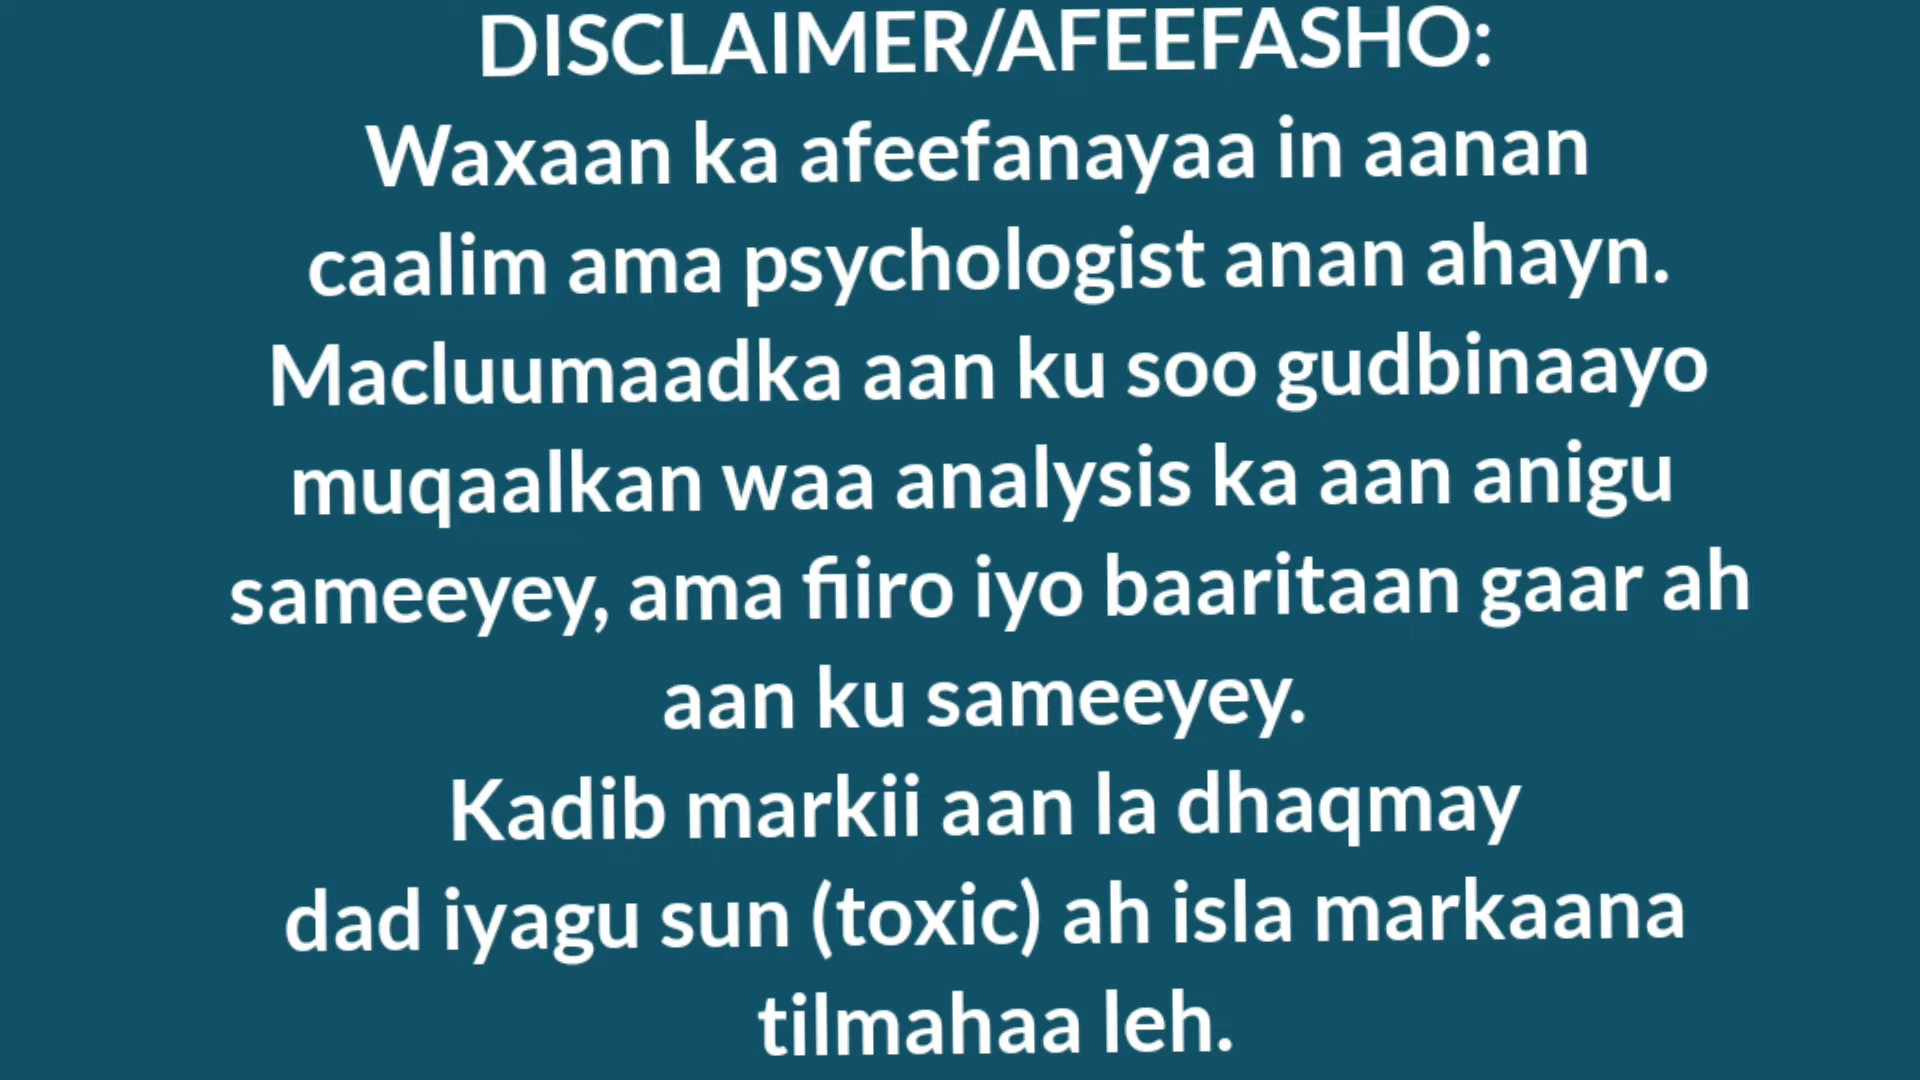 DISCLAIMER/AFEEFASHO:
Waxaan ka afeefanayaa in aanan
caalim ama psychologist anan ahayn.
Macluumaadka aan ku soo gudbinaayo
muqaalkan waa analysis ka aan anigu
sameeyey, ama fiiro iyo baaritaan gaar ah
aan ku sameeyey.
Kadib markii aan la dhaqmay
dad iyagu sun (toxic) ah isla markaana
tilmahaa leh.